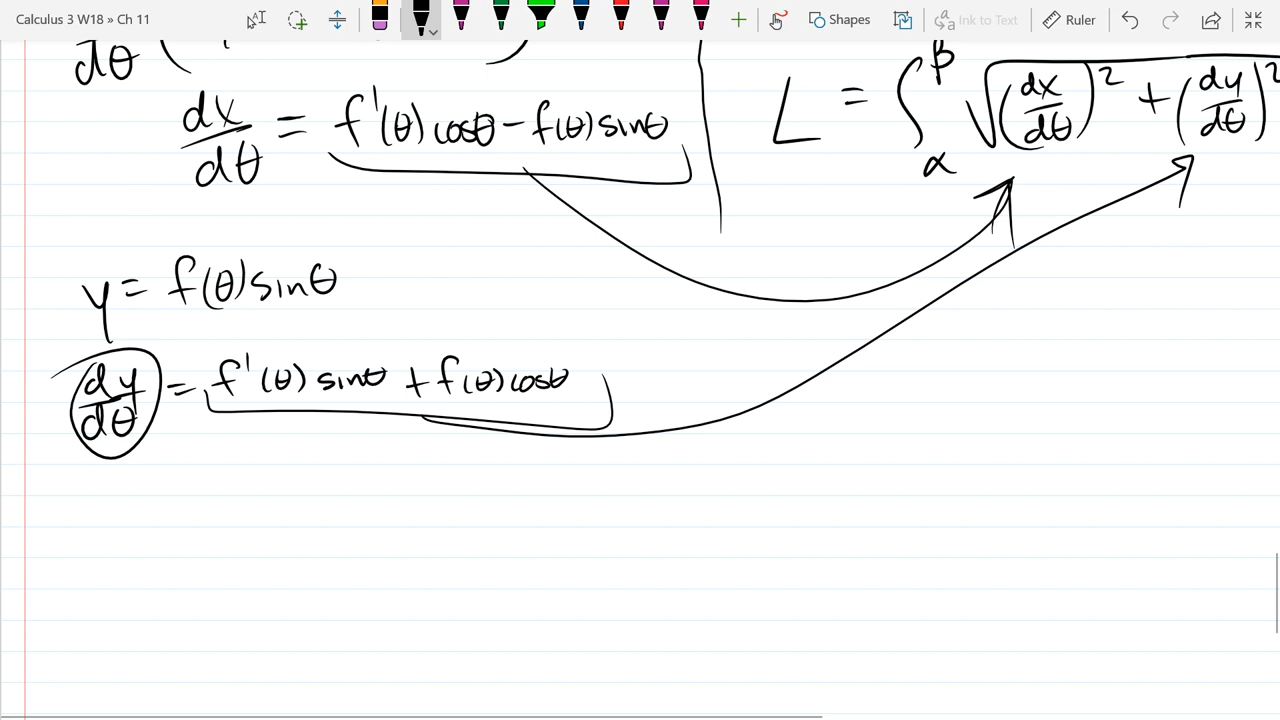 Calculus 3 W18 » Ch 11
Shapes
Ink to Text
Ruler
dθ
dx/dθ = f'(θ)cosθ - f(θ)sinθ
L = ∫_α^β √((dx/dθ)² + (dy/dθ)²
y = f(θ)sinθ
dy/dθ = f'(θ) sinθ + f(θ)cosθ